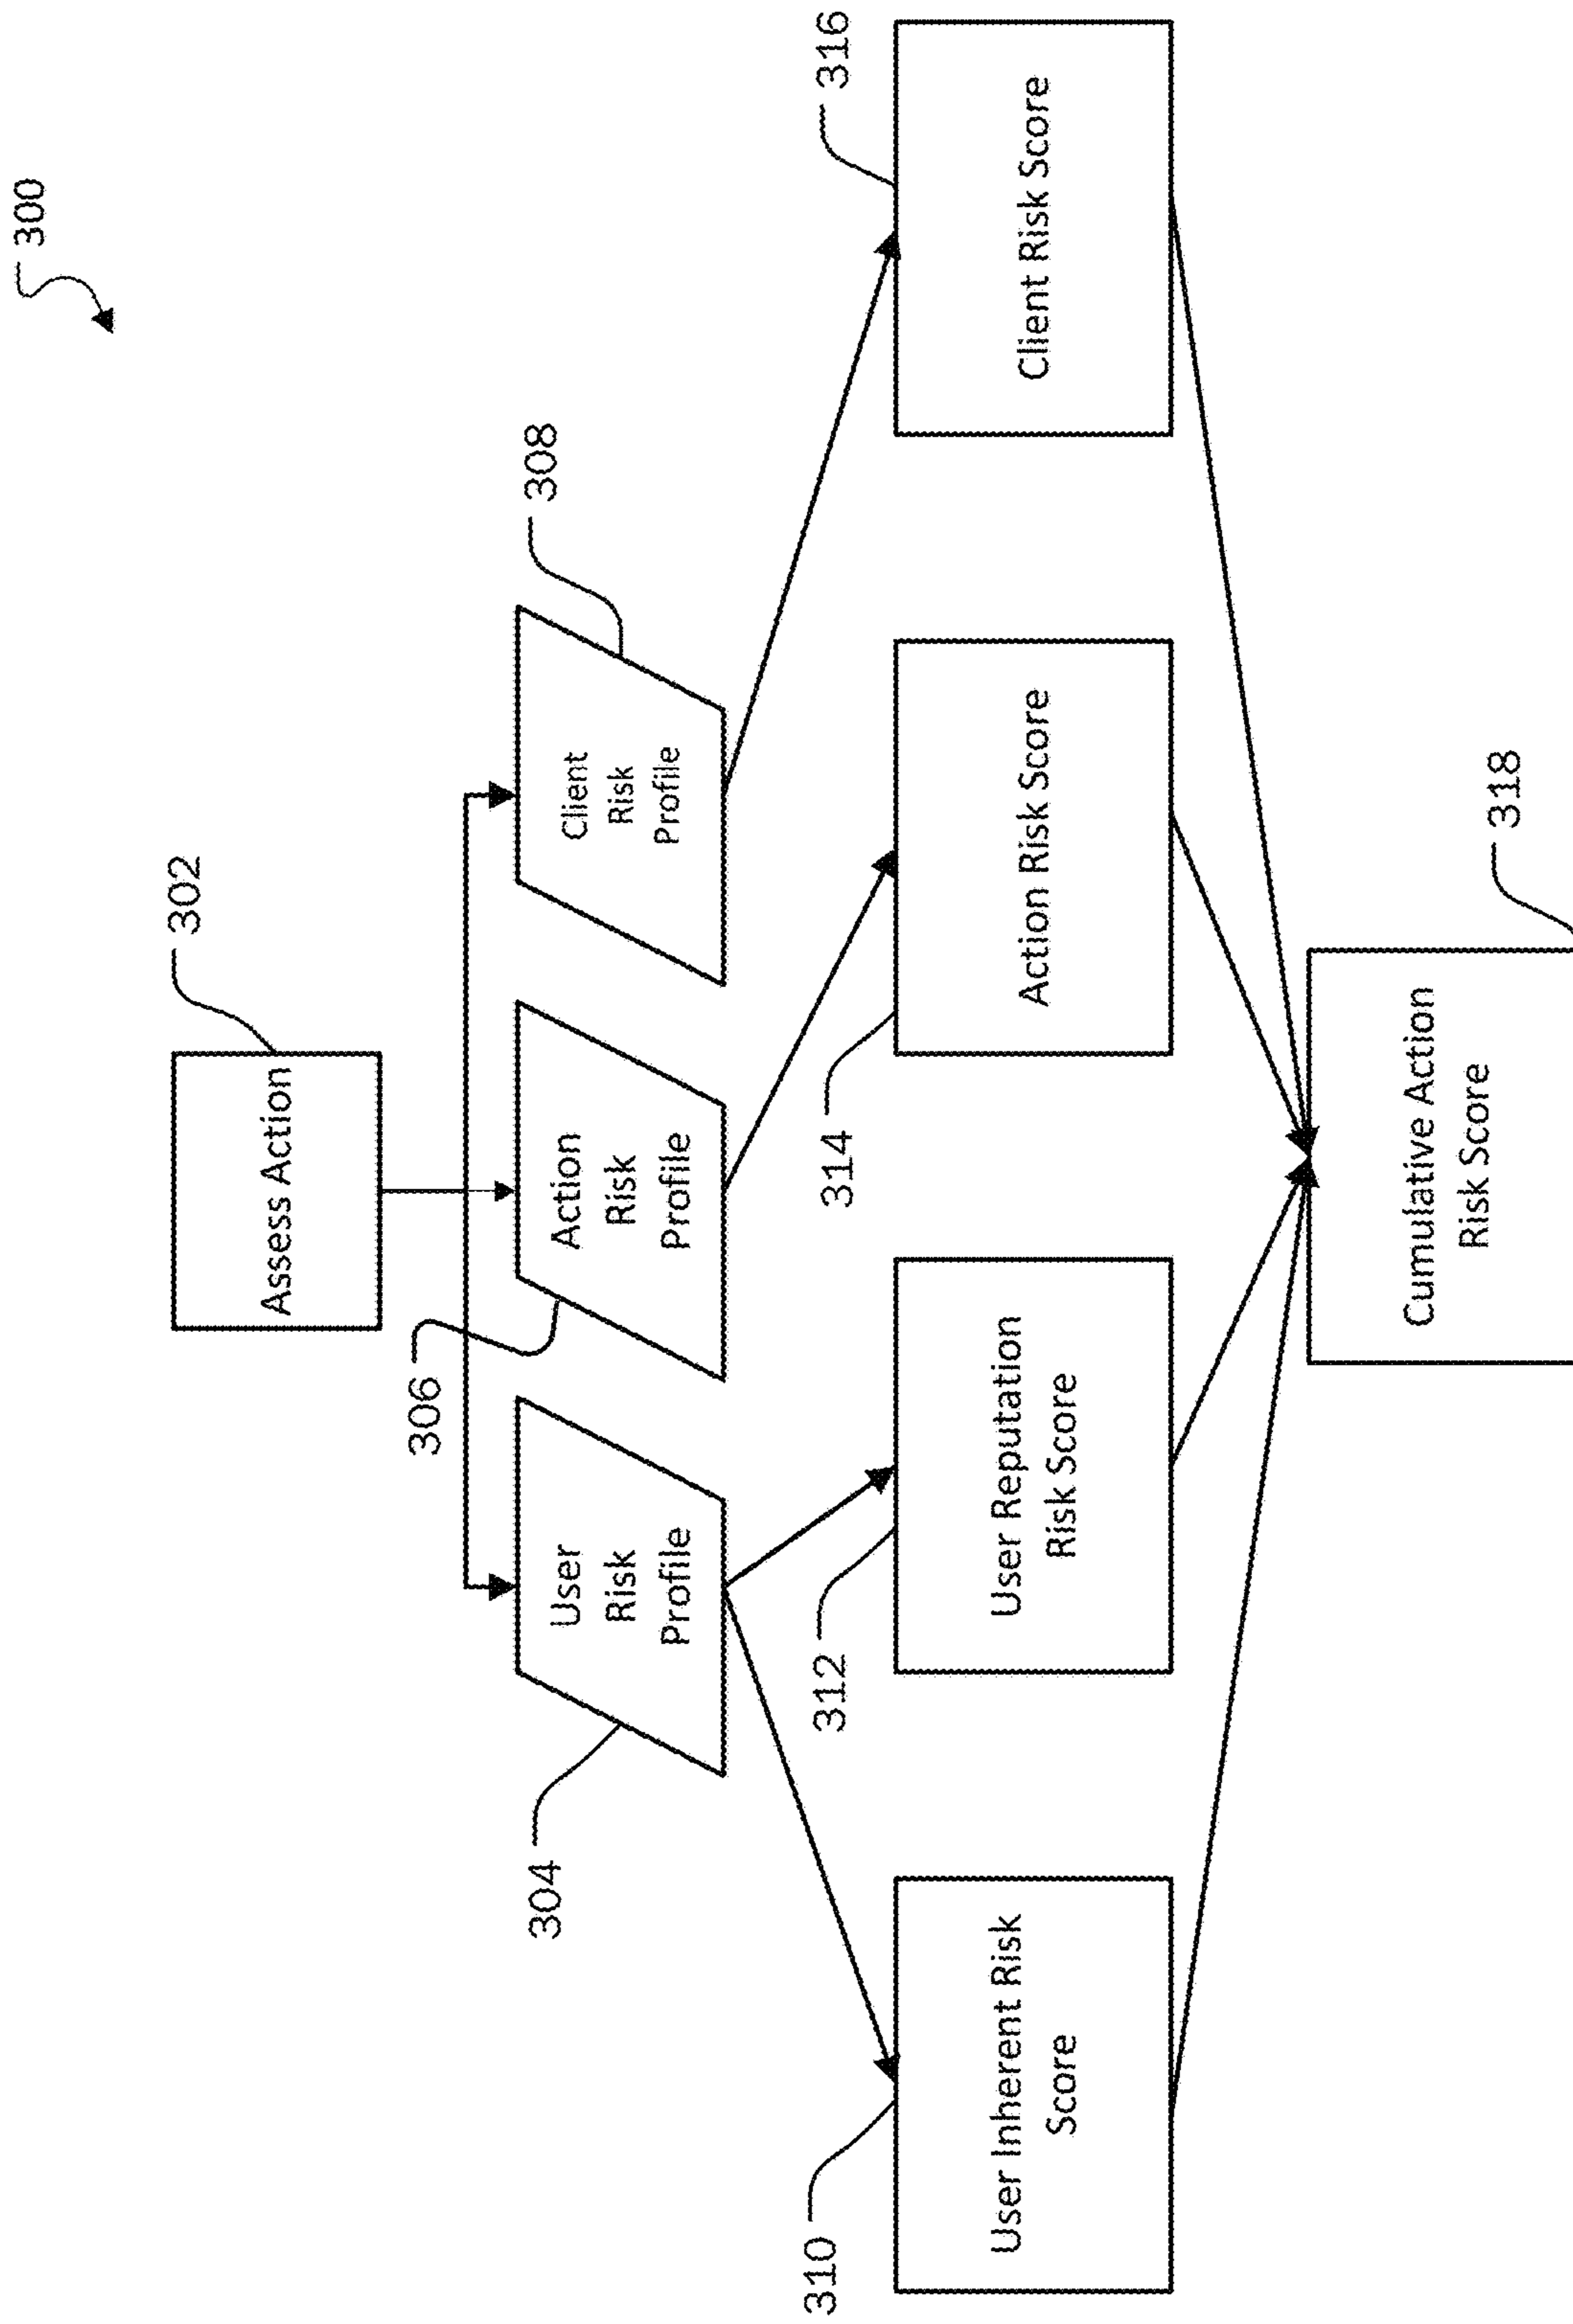 300
302
Assess Action
304
306
308
User
Risk
Profile
Action
Risk
Profile
Client
Risk
Profile
310
312
314
316
User Inherent Risk
Score
User Reputation
Risk Score
Action Risk Score
Client Risk Score
Cumulative Action
Risk Score
318